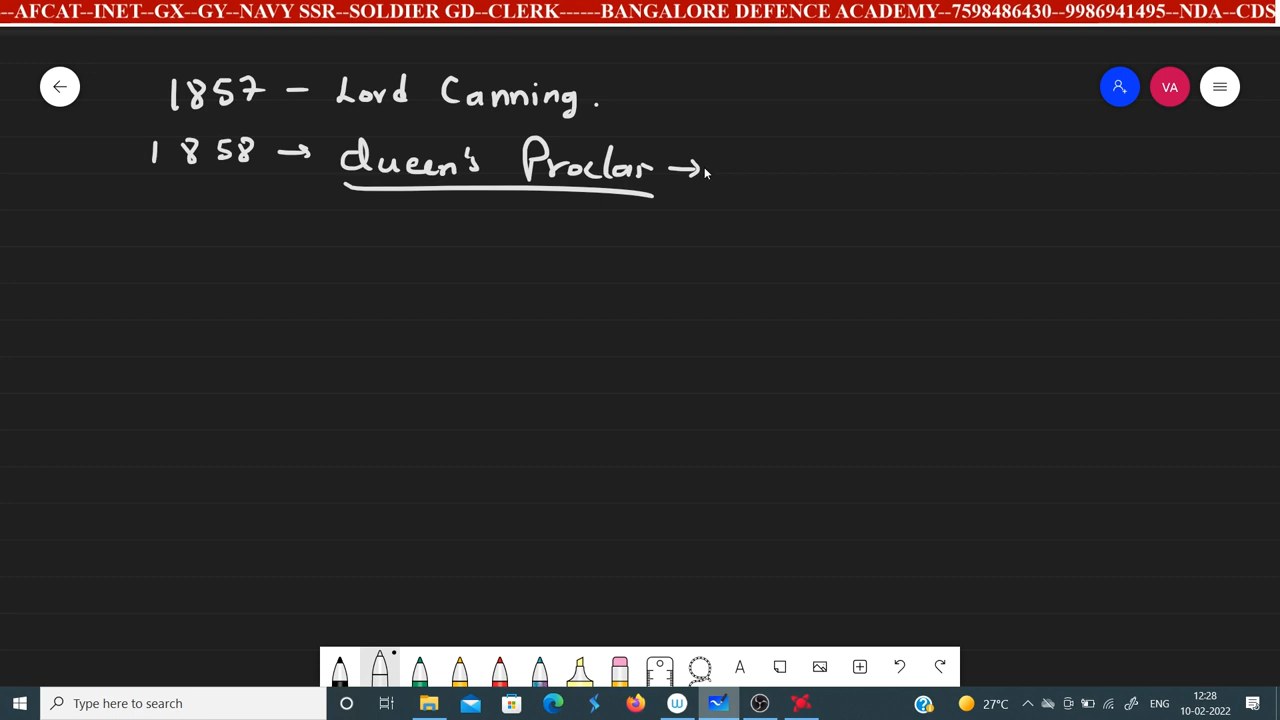 --AFCAT--INET--GX--GY--NAVY SSR--SOLDIER GD--CLERK------BANGALORE DEFENCE ACADEMY--7598486430--9986941495--NDA--CDS
1857 - Lord Canning.
VA
1858 → Queen's Proclar →
A
Type here to search
27°C
ENG
12:28
10-02-2022